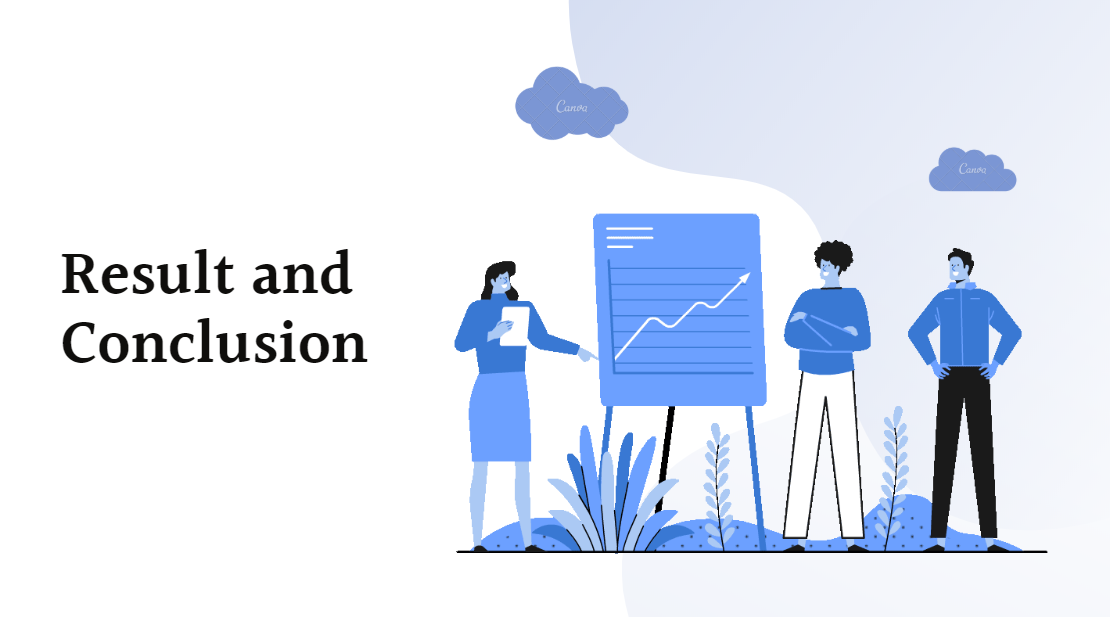 Canva
Canva
Result and
Conclusion